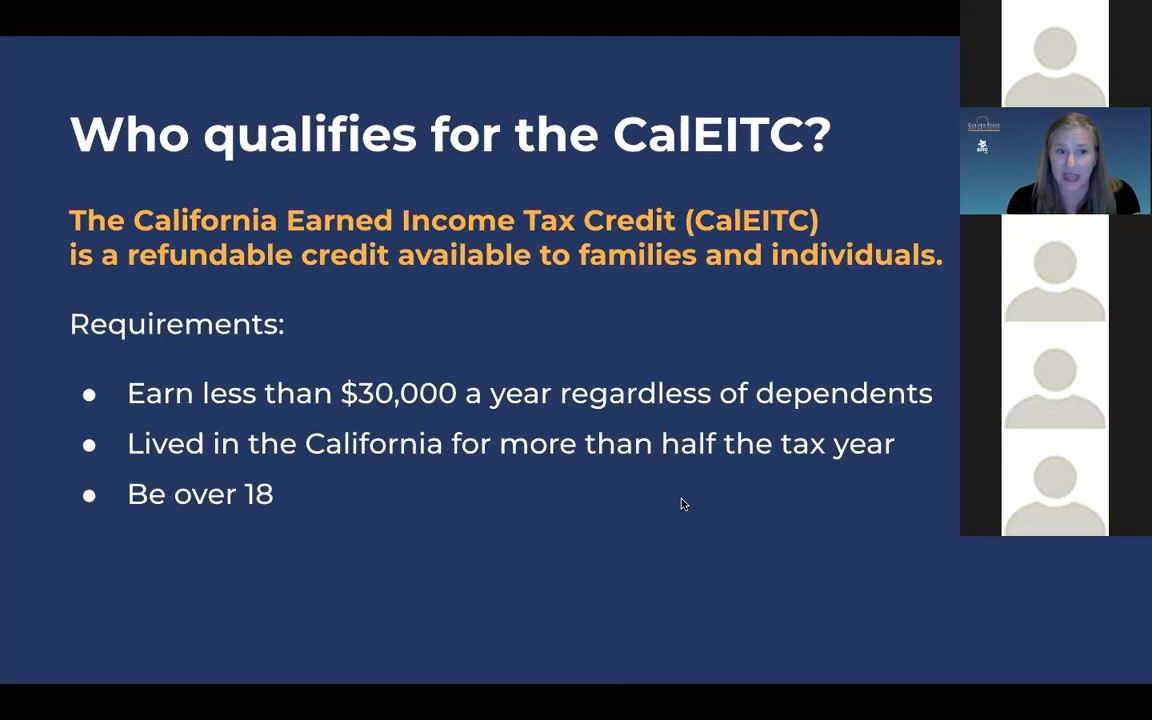 Who qualifies for the CalEITC?
The California Earned Income Tax Credit (CalEITC)
is a refundable credit available to families and individuals.
Requirements:
● Earn less than $30,000 a year regardless of dependents
● Lived in the California for more than half the tax year
● Be over 18
GOLDEN STATE